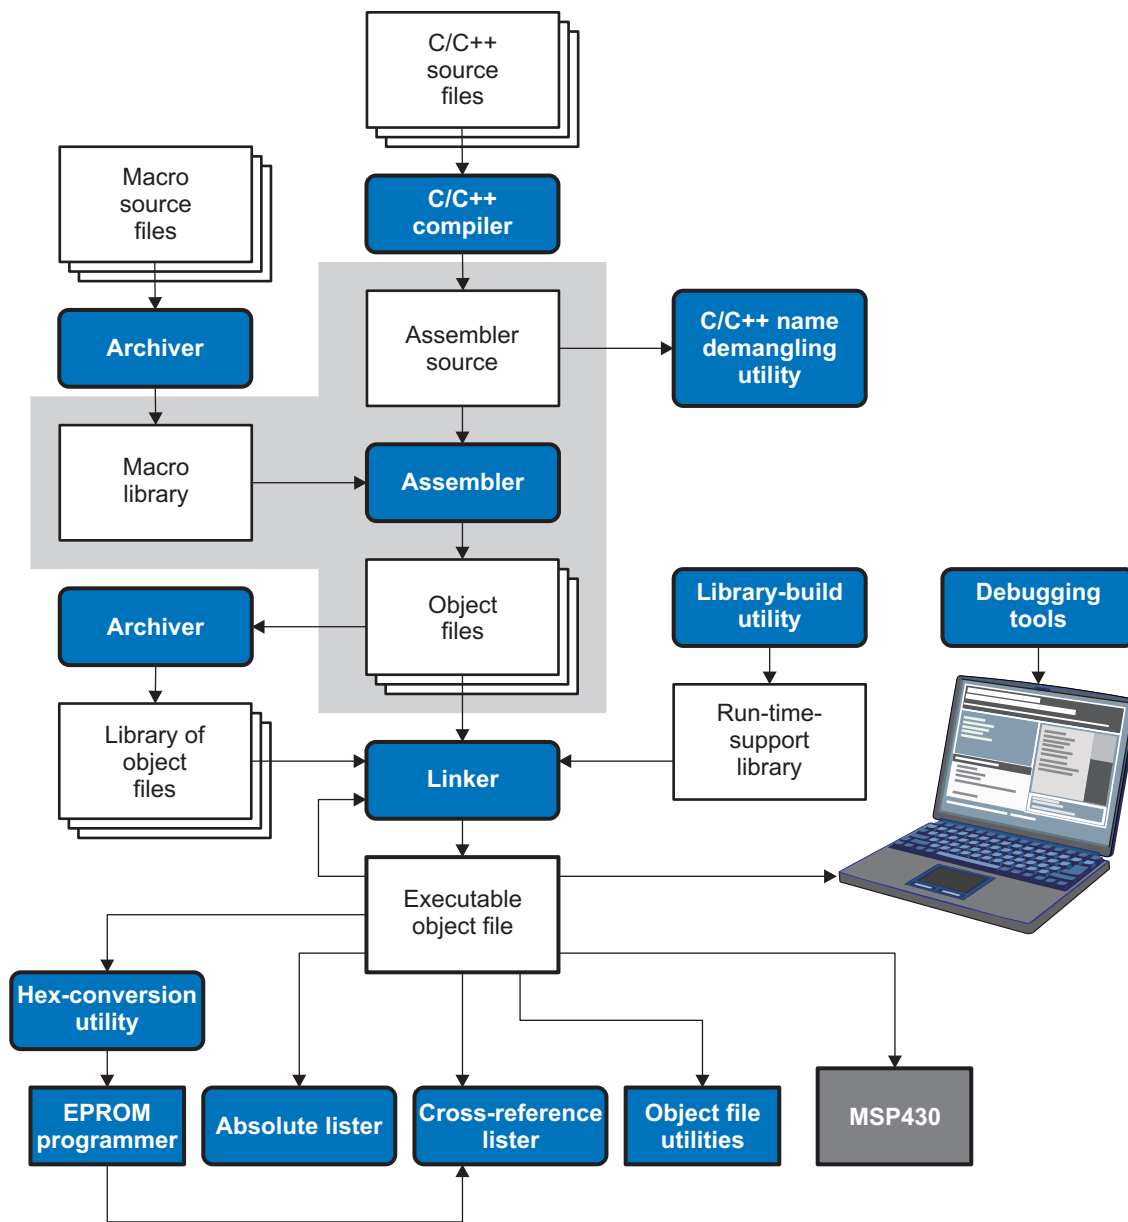 C/C++
source
files
Macro
source
files
C/C++
compiler
Archiver
Assembler
source
C/C++ name
demangling
utility
Macro
library
Assembler
Archiver
Object
files
Library-build
utility
Debugging
tools
Library of
object
files
Linker
Run-time-
support
library
Executable
object file
Hex-conversion
utility
EPROM
programmer
Absolute lister
Cross-reference
lister
Object file
utilities
MSP430